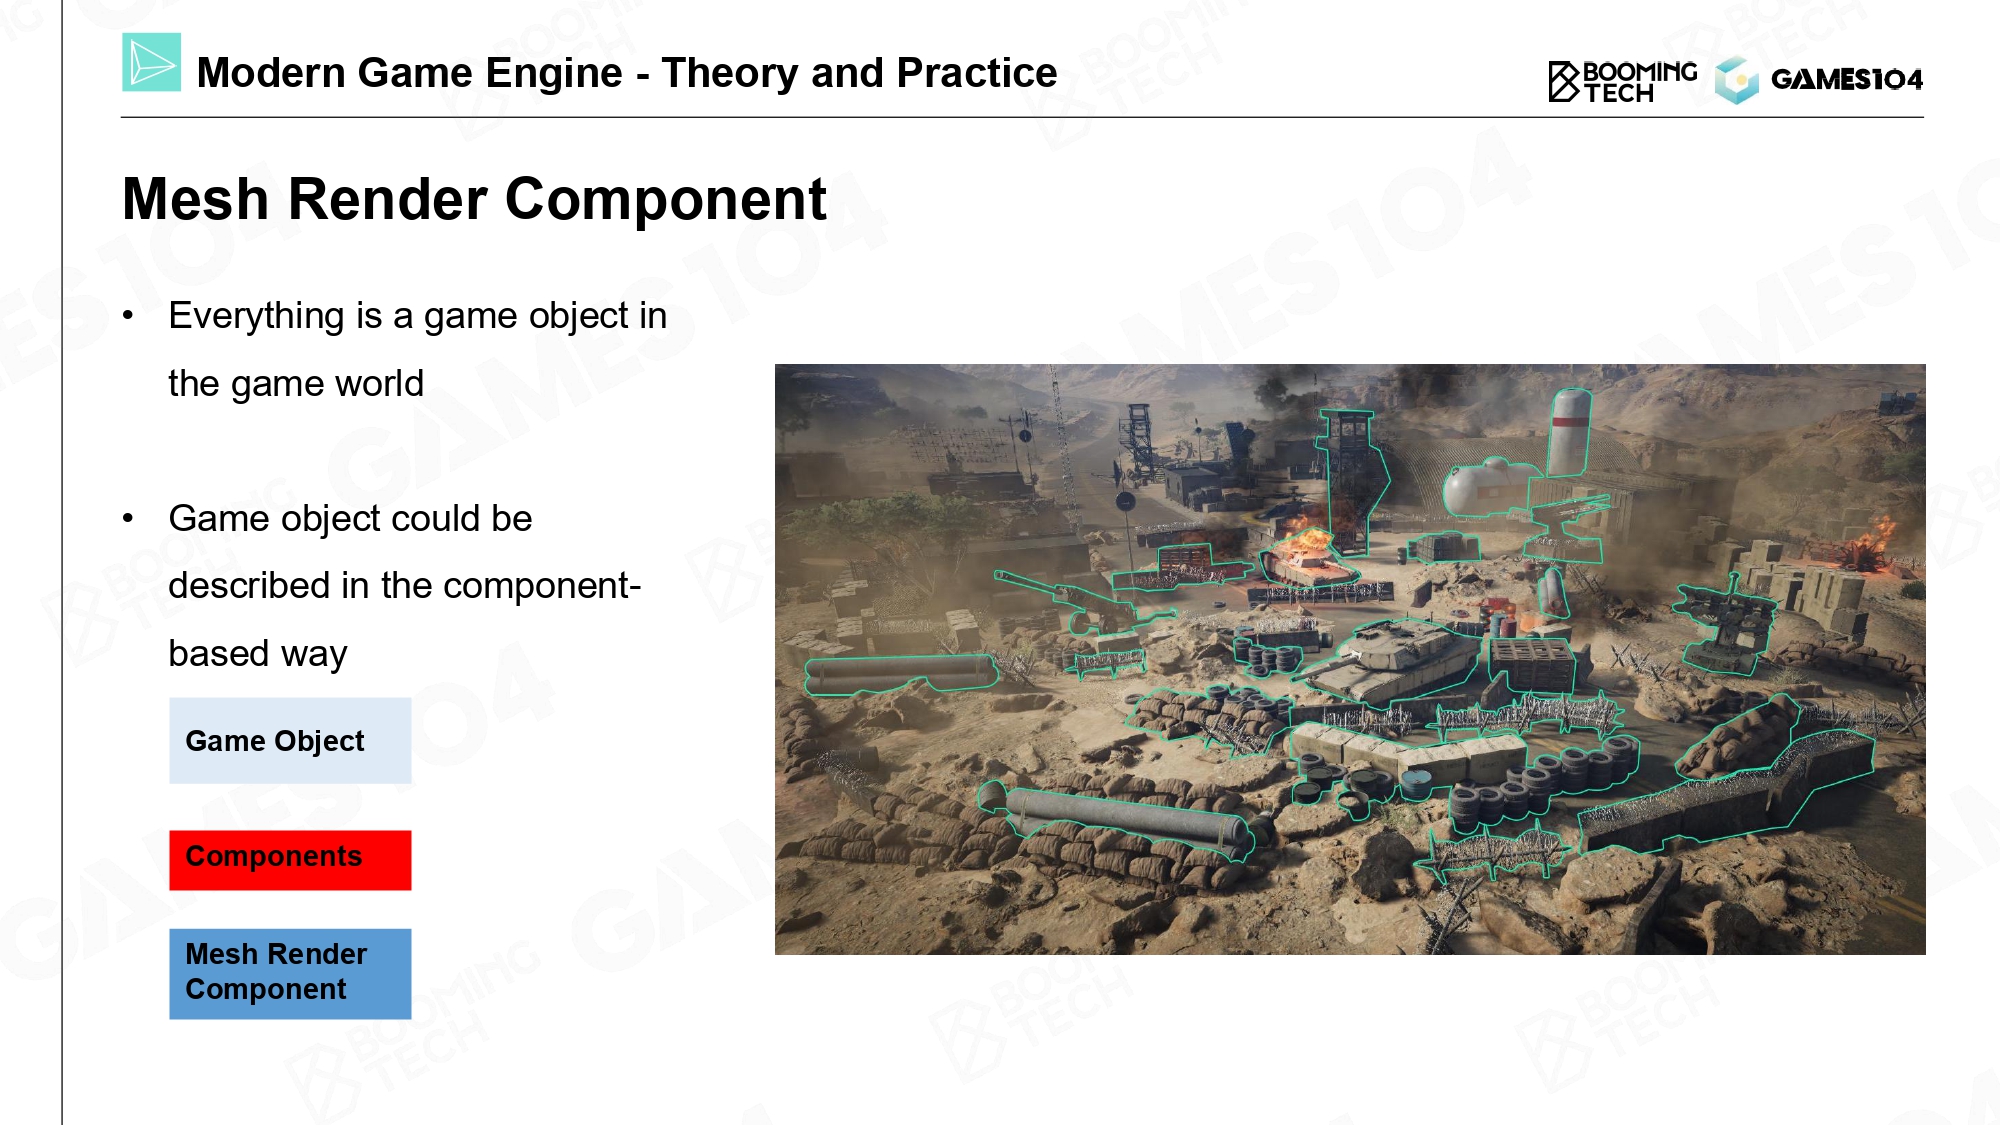 Modern Game Engine - Theory and Practice
BOOMING
TECH
GAMES104
Mesh Render Component
• Everything is a game object in
the game world
• Game object could be
described in the component-
based way
Game Object
Components
Mesh Render
Component